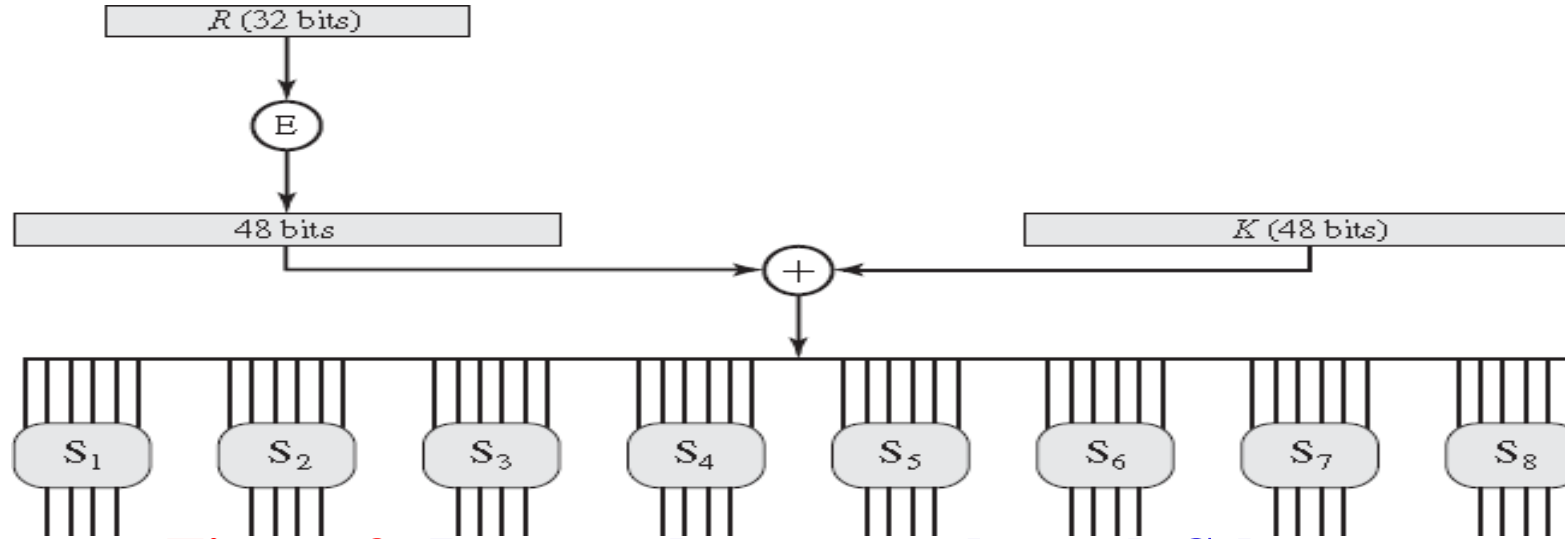 R (32 bits)
E
48 bits
K (48 bits)
+
S1 S2 S3 S4 S5 S6 S7 S8